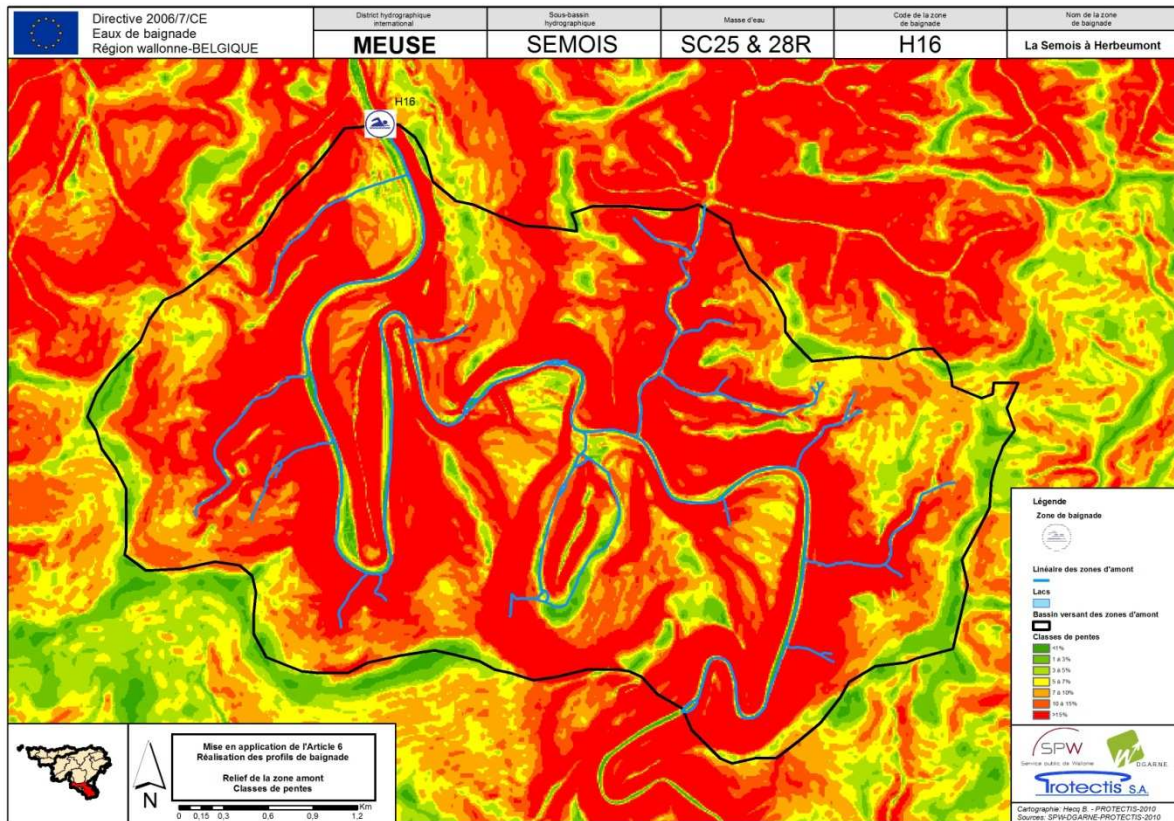 Directive 2006/7/CE
Eaux de baignade
Région wallonne-BELGIQUE
District hydrographique
international
MEUSE
Sous-bassin
hydrographique
SEMOIS
Masse d'eau
SC25 & 28R
Code de la zone
de baignade
H16
Nom de la zone
de baignade
La Semois à Herbeumont
H16
Légende
Zone de baignade
Linéaire des zones d'amont
Lacs
Bassin versant des zones d'amont
Classes de pentes
<1%
1 à 3%
3 à 5%
5 à 7%
7 à 10%
10 à 15%
>15%
N
Mise en application de l'Article 6
Réalisation des profils de baignade
Relief de la zone amont
Classes de pentes
Km
0 0,15 0,3 0,6 0,9 1,2
SPW
Service public de Wallonie
DGARNE
Protectis S.A.
Cartographie: Hecq B. - PROTECTIS-2010
Sources: SPW-DGARNE-PROTECTIS-2010